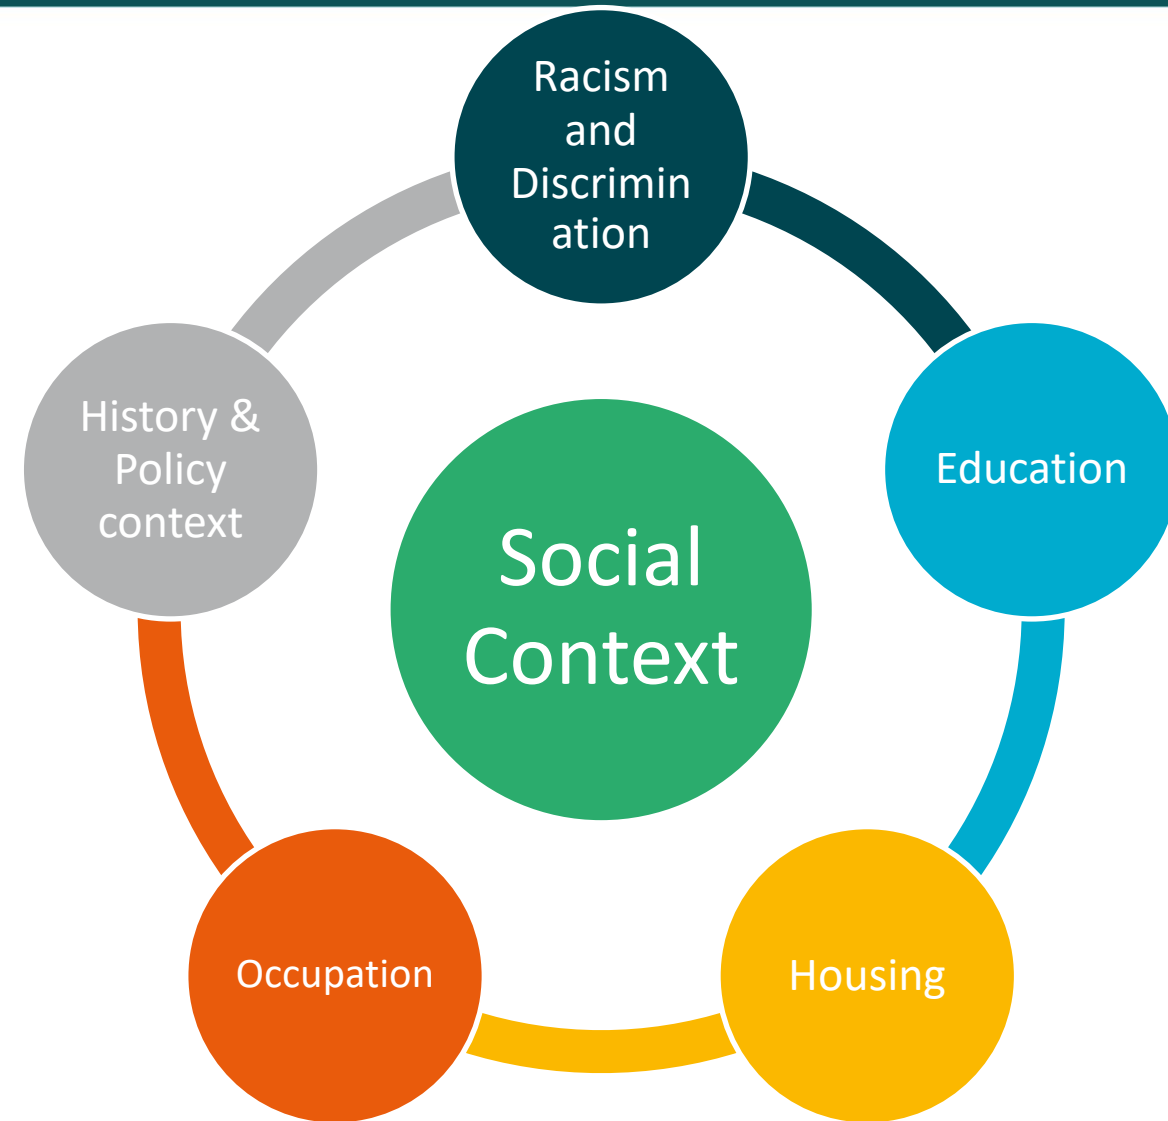 Racism
and
Discrimin
ation
History &
Policy
context
Education
Social
Context
Occupation
Housing